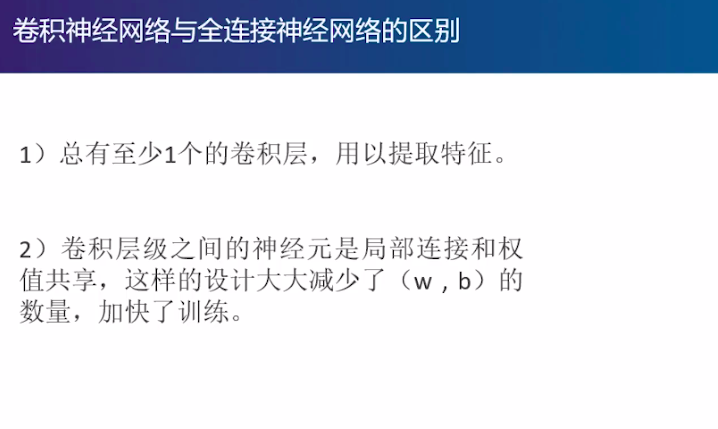 卷积神经网络与全连接神经网络的区别
1）总有至少1个的卷积层，用以提取特征。
2）卷积层级之间的神经元是局部连接和权
值共享，这样的设计大大减少了（w , b）的
数量，加快了训练。